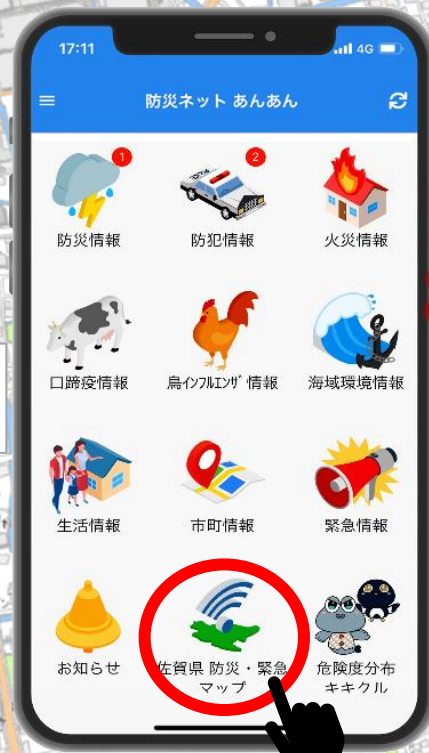 17:11
4G
防災ネット あんあん
1
2
防災情報
防犯情報
火災情報
口蹄疫情報
鳥インフルエンザ情報
海域環境情報
生活情報
市町情報
緊急情報
お知らせ
佐賀県 防災・緊急
マップ
危険度分布
キキクル